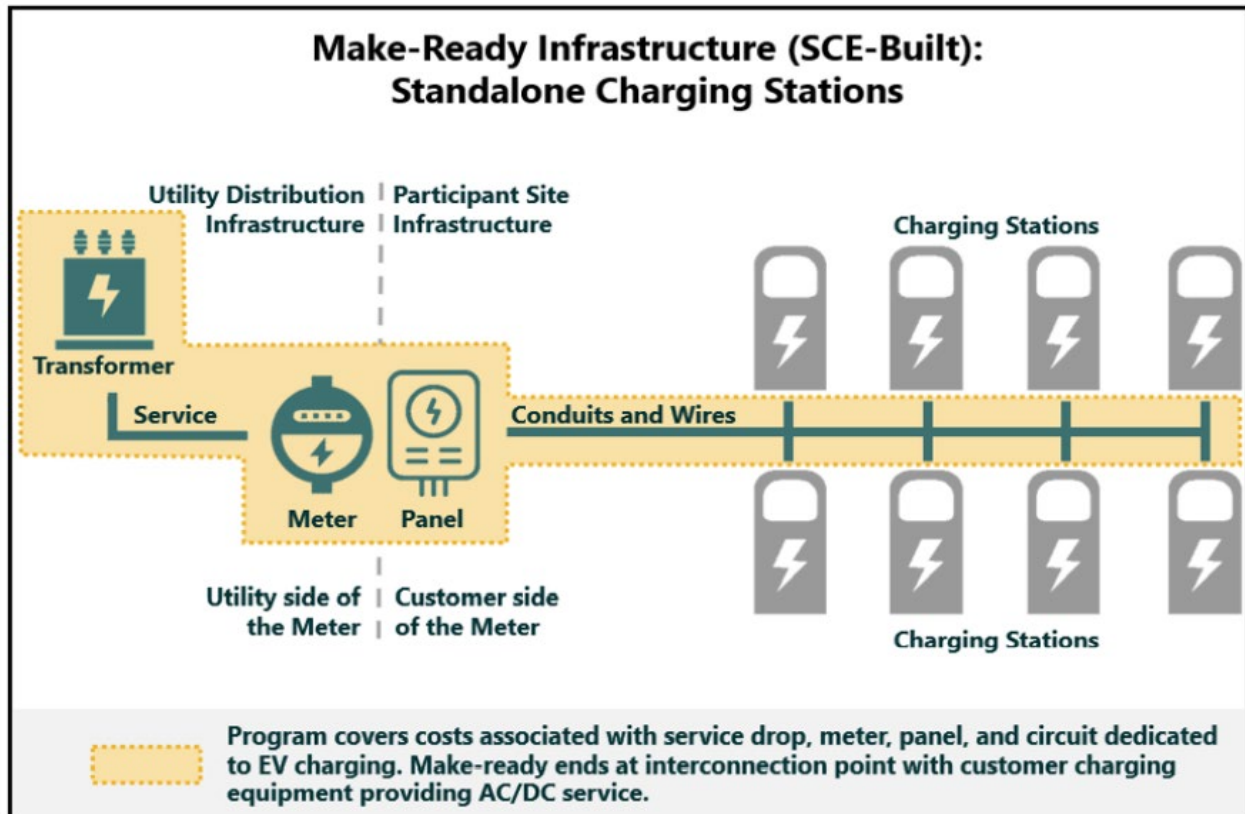 Make-Ready Infrastructure (SCE-Built):
Standalone Charging Stations
Utility Distribution
Infrastructure
Participant Site
Infrastructure
Charging Stations
Transformer
Service
Conduits and Wires
Meter
Panel
Utility side of
the Meter
Customer side
of the Meter
Charging Stations
Program covers costs associated with service drop, meter, panel, and circuit dedicated
to EV charging. Make-ready ends at interconnection point with customer charging
equipment providing AC/DC service.